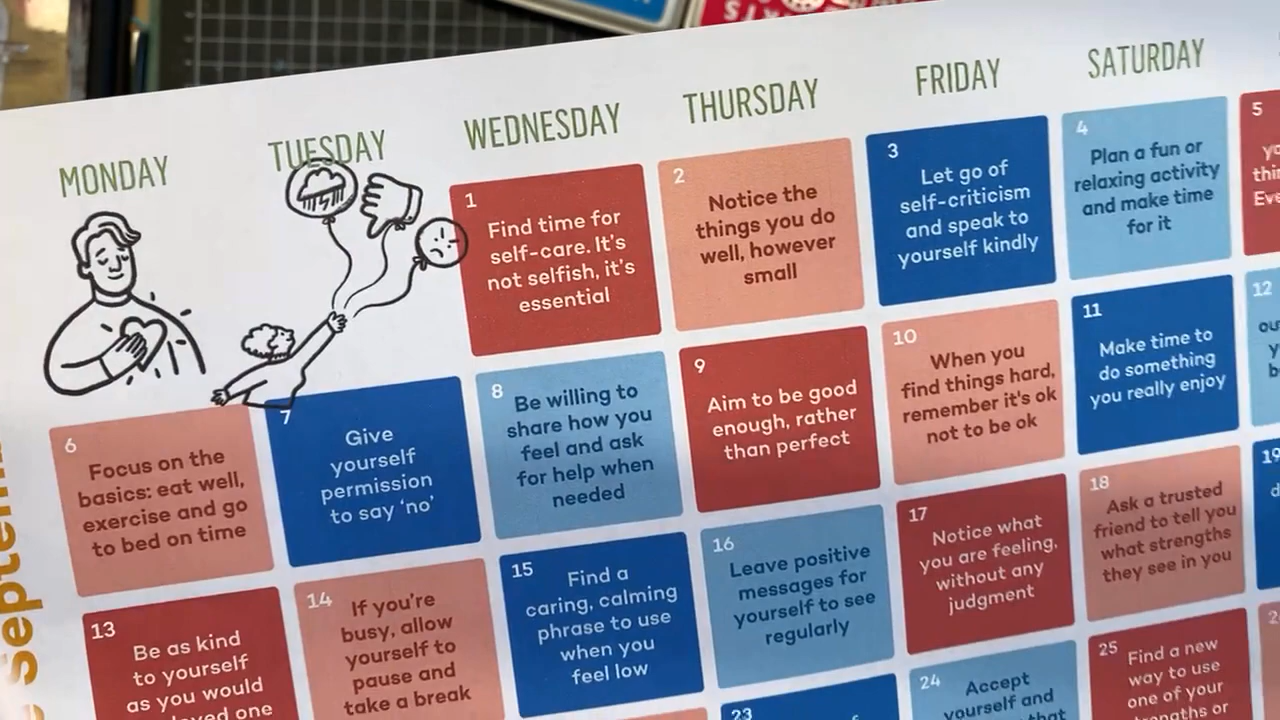 MONDAY
TUESDAY
WEDNESDAY
THURSDAY
FRIDAY
SATURDAY
1
Find time for
self-care. It's
not selfish, it's
essential
2
Notice the
things you do
well, however
small
3
Let go of
self-criticism
and speak to
yourself kindly
4
Plan a fun or
relaxing activity
and make time
for it
5
6
Focus on the
basics: eat well,
exercise and go
to bed on time
7
Give
yourself
permission
to say ‘no’
8
Be willing to
share how you
feel and ask
for help when
needed
9
Aim to be good
enough, rather
than perfect
10
When you
find things hard,
remember it's ok
not to be ok
11
Make time to
do something
you really enjoy
12
13
Be as kind
to yourself
as you would
one
14
If you're
busy, allow
yourself to
pause and
take a break
15
Find a
caring, calming
phrase to use
when you
feel low
16
Leave positive
messages for
yourself to see
regularly
17
Notice what
you are feeling,
without any
judgment
18
Ask a trusted
friend to tell you
what strengths
they see in you
19
23
24
Accept
yourself and
25
Find a new
way to use
one of your
or